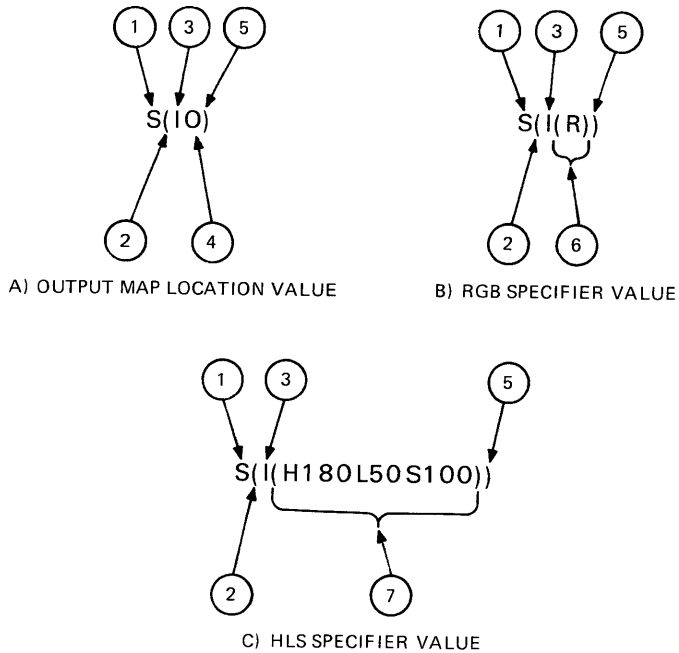 1 3 5
S(I0)
2 4
A) OUTPUT MAP LOCATION VALUE
1 3 5
S(I(R))
2 6
B) RGB SPECIFIER VALUE
1 3 5
S(I(H180L50S100))
2 7
C) HLS SPECIFIER VALUE